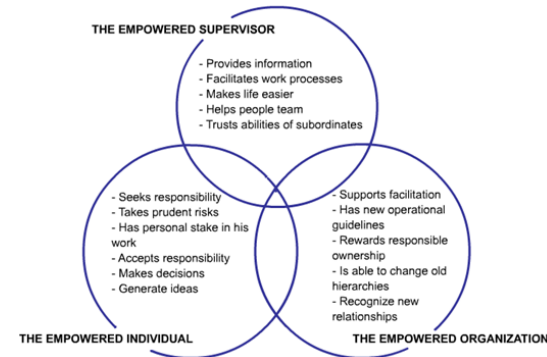 THE EMPOWERED SUPERVISOR
- Provides information
- Facilitates work processes
- Makes life easier
- Helps people team
- Trusts abilities of subordinates
- Seeks responsibility
- Takes prudent risks
- Has personal stake in his
work
- Accepts responsibility
- Makes decisions
- Generate ideas
THE EMPOWERED INDIVIDUAL
- Supports facilitation
- Has new operational
guidelines
- Rewards responsible
ownership
- Is able to change old
hierarchies
- Recognize new
relationships
THE EMPOWERED ORGANIZATION